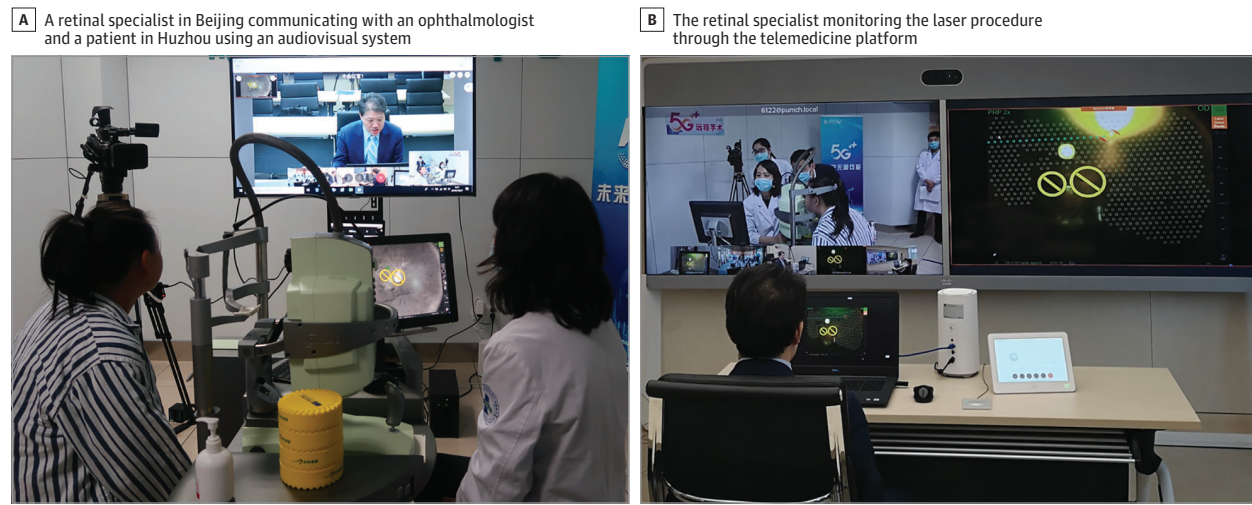 A
A retinal specialist in Beijing communicating with an ophthalmologist
and a patient in Huzhou using an audiovisual system
B
The retinal specialist monitoring the laser procedure
through the telemedicine platform
未来
6122@pumch.local
5G+
远程手术
5G+
PRP 2x